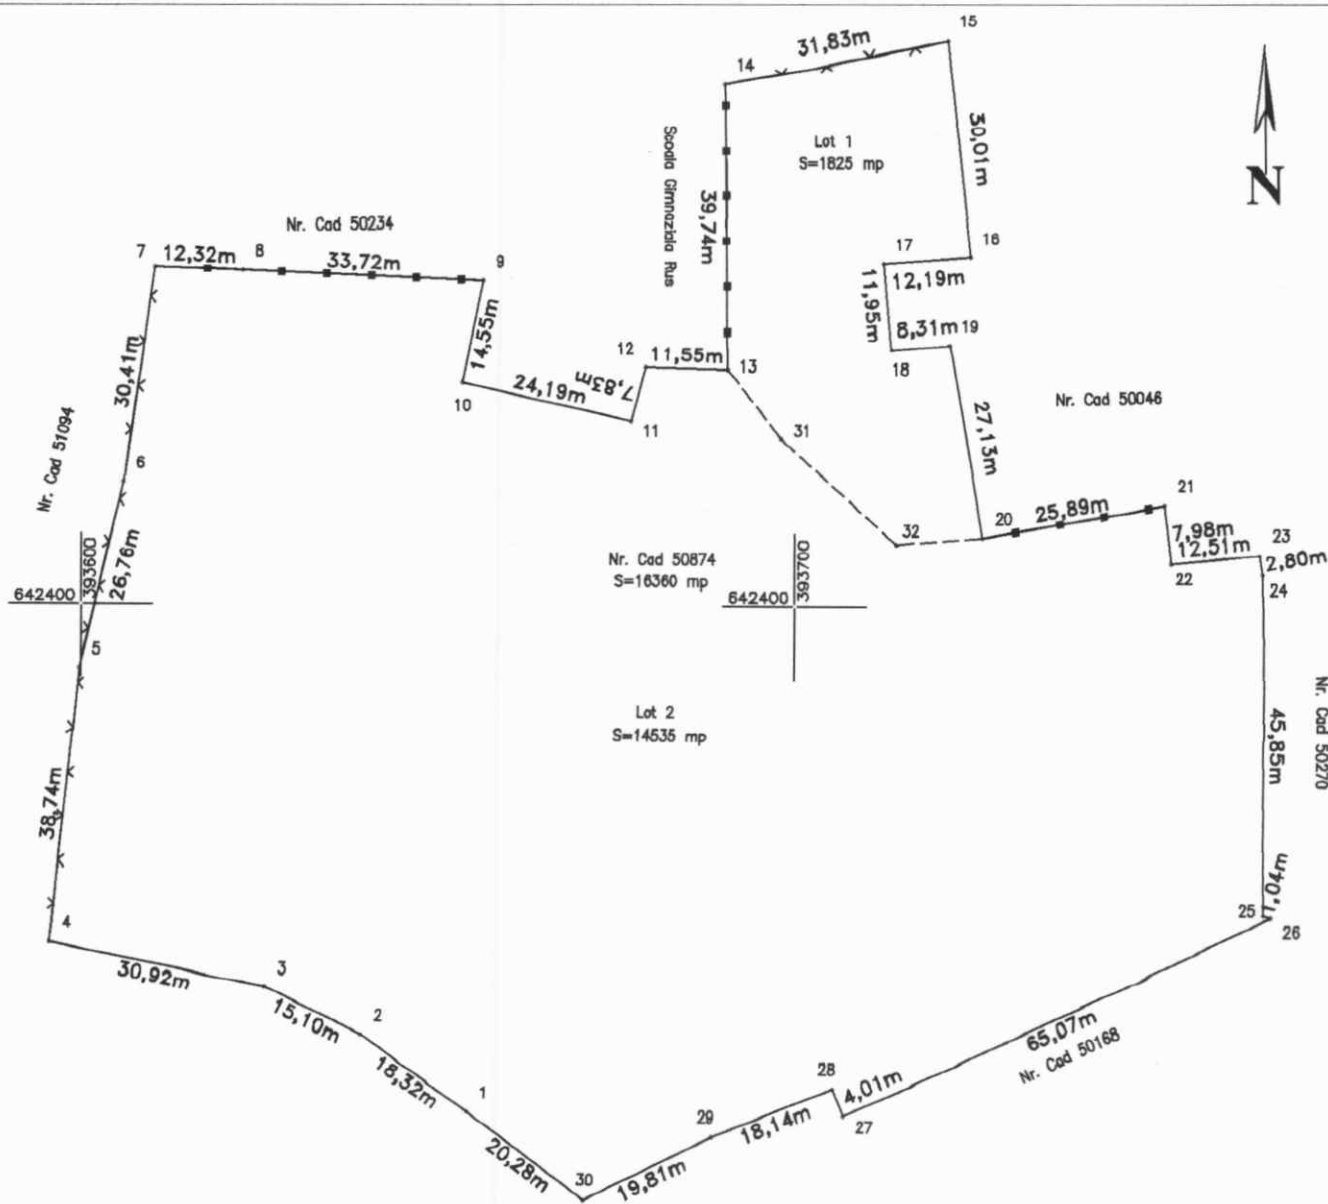 15
31,83m
14
Lot 1
S=1825 mp
30,01m
N
Scoala Gimnaziala Rus
39,74m
Nr. Cad 50234
7
12,32m
8
33,72m
9
17
16
12,19m
11,95m
8,31m
19
18
14,55m
12
11,55m
13
7,83m
10
24,19m
11
30,41m
Nr. Cad 51094
6
31
Nr. Cad 50046
27,13m
21
20
25,89m
32
7,98m
12,51m
23
2,80m
22
24
Nr. Cad 50874
S=16360 mp
26,76m
642400
393600
642400
393700
5
Lot 2
S=14535 mp
45,85m
Nr. Cad 50270
38,74m
1,04m
25
26
4
30,92m
3
15,10m
2
18,32m
1
20,28m
30
19,81m
29
18,14m
28
4,01m
27
65,07m
Nr. Cad 50168